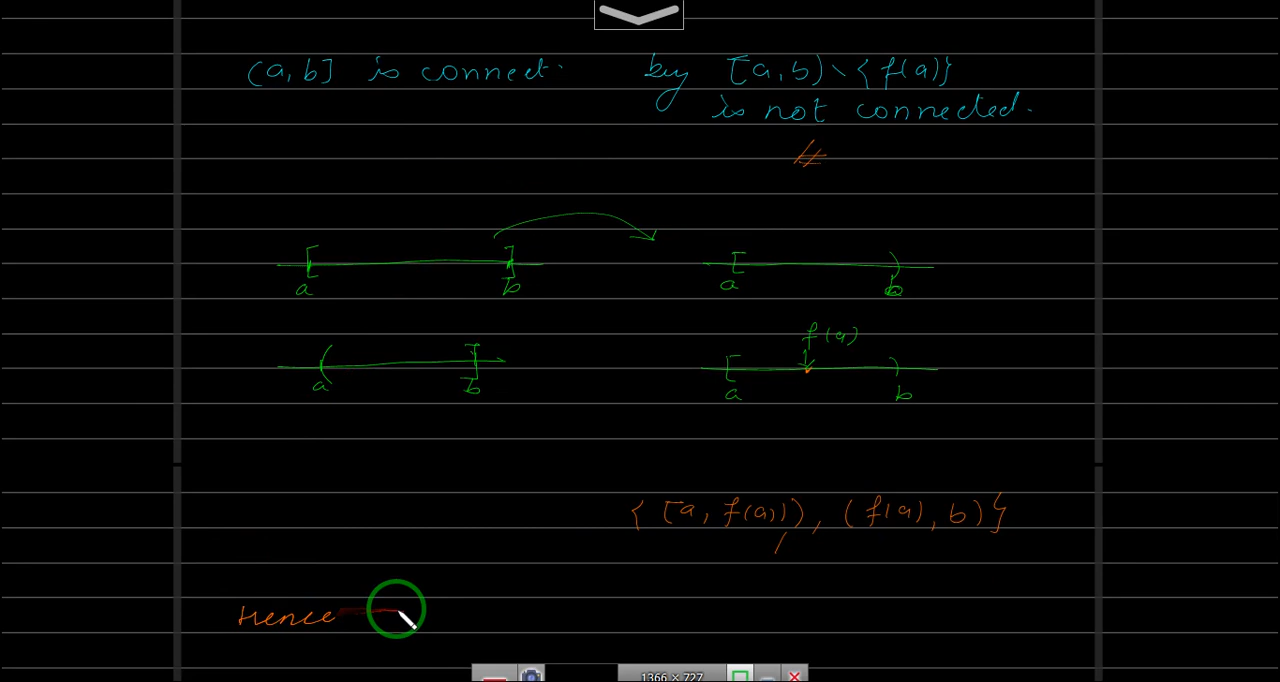 (a, b] is connect. by [a, b) \ {f(a)}
is not connected.
#
a b a b
f(a)
a b a b
{ [a, f(a)), (f(a), b) }
Hence
1366 × 727